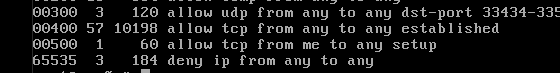 00300 3 120 allow udp from any to any dst-port 33434-335
00400 57 10198 allow tcp from any to any established
00500 1 60 allow tcp from me to any setup
65535 3 184 deny ip from any to any